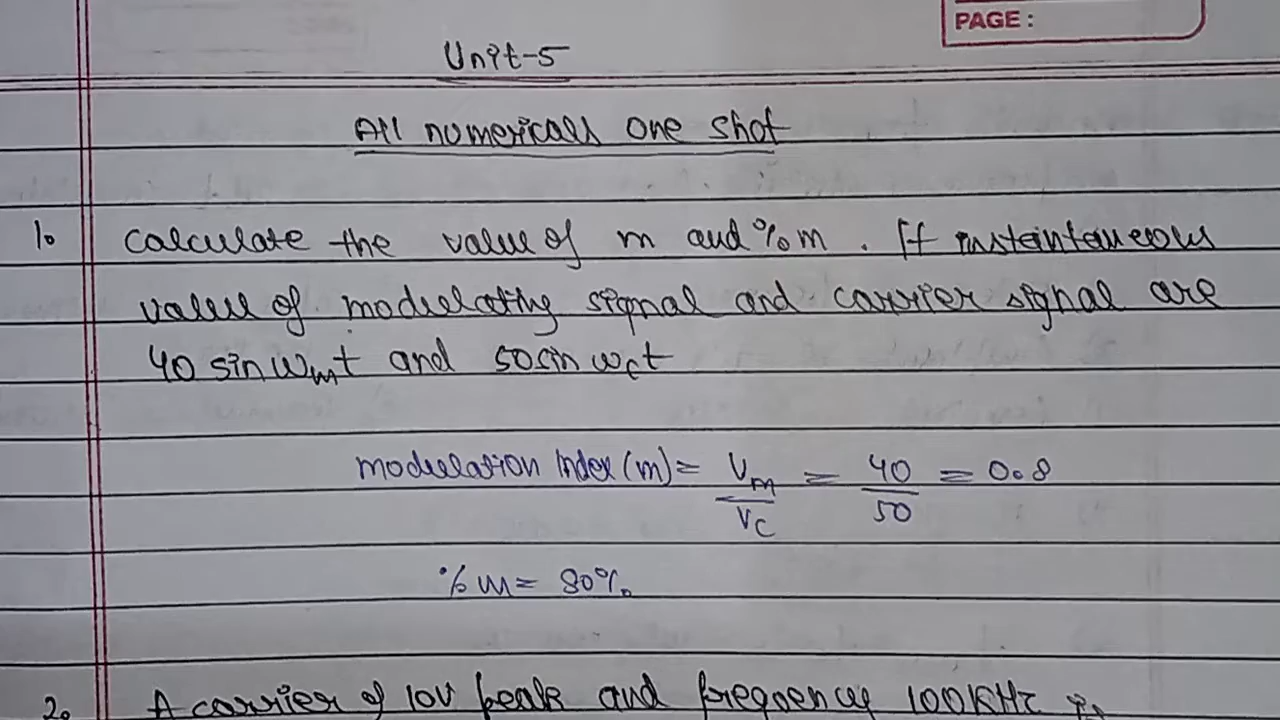 PAGE :
Unit-5
All numericals one shot
1. Calculate the value of m and %m . If instaintaneous
value of modulating signal and carrier signal are
40 sin ωmt and 50 sin ωct
modulation Index (m) = Vm/Vc = 40/50 = 0.8
%m = 80%.
2. A carrier of 10V peak and frequency 100KHz is